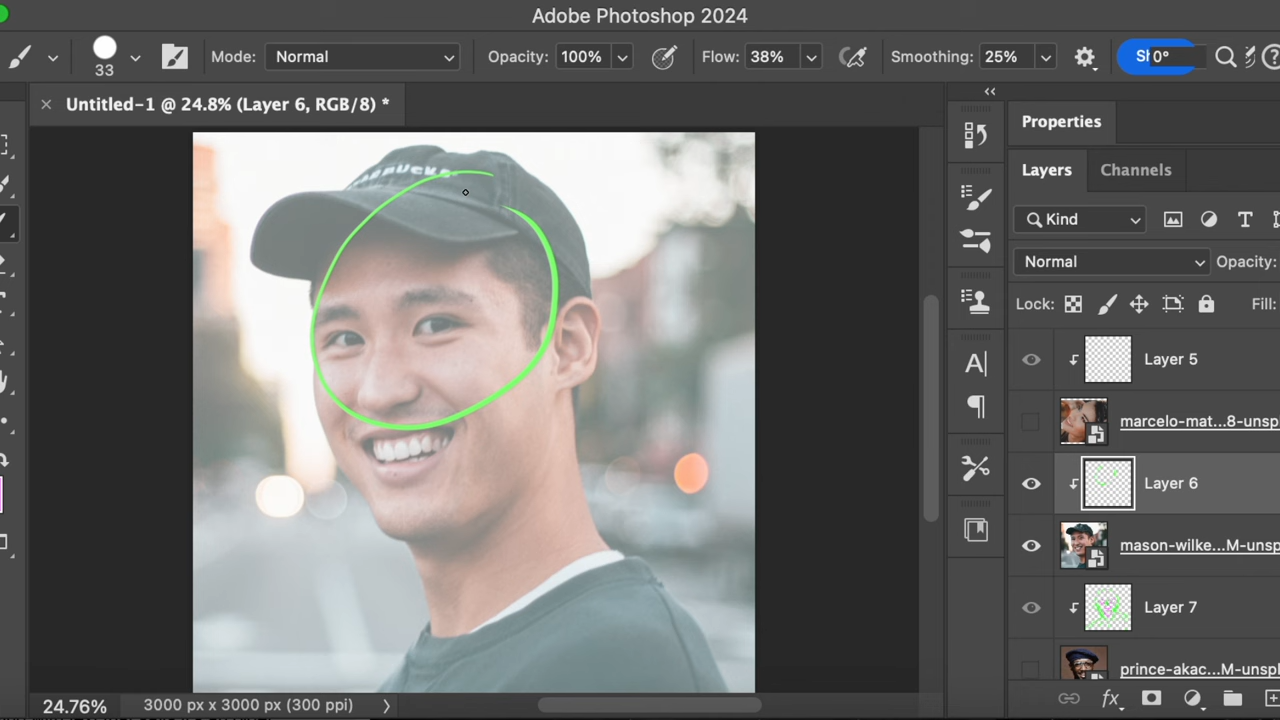 Adobe Photoshop 2024
33
Mode: Normal
Opacity: 100%
Flow: 38%
Smoothing: 25%
0°
× Untitled-1 @ 24.8% (Layer 6, RGB/8) *
Properties
Layers
Channels
Kind
Normal
Opacity:
Lock:
Fill:
Layer 5
marcelo-mat...8-unsp
Layer 6
mason-wilke...M-unsp
Layer 7
prince-akac...M-unspl
24.76%
3000 px x 3000 px (300 ppi)